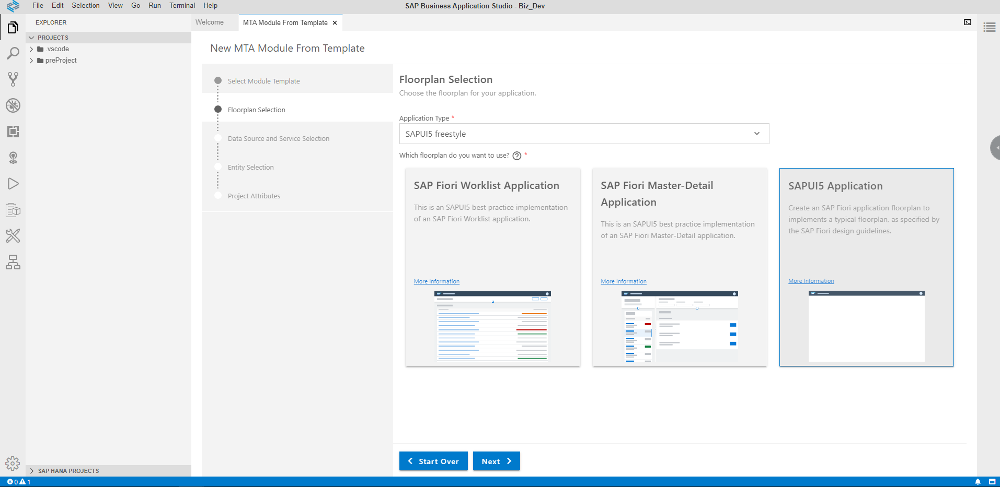 File Edit Selection View Go Run Terminal Help
SAP Business Application Studio - Biz_Dev
EXPLORER
PROJECTS
.vscode
preProject
SAP HANA PROJECTS
Welcome
MTA Module From Template
New MTA Module From Template
Select Module Template
Floorplan Selection
Data Source and Service Selection
Entity Selection
Project Attributes
Floorplan Selection
Choose the floorplan for your application.
Application Type *
SAPUI5 freestyle
Which floorplan do you want to use? ? *
SAP Fiori Worklist Application
This is an SAPUI5 best practice implementation
of an SAP Fiori Worklist application.
More Information
SAP Fiori Master-Detail
Application
This is an SAPUI5 best practice implementation
of an SAP Fiori Master-Detail application.
More Information
SAPUI5 Application
Create an SAP Fiori application floorplan to
implements a typical floorplan, as specified by
the SAP Fiori design guidelines.
More Information
Start Over
Next
0 1